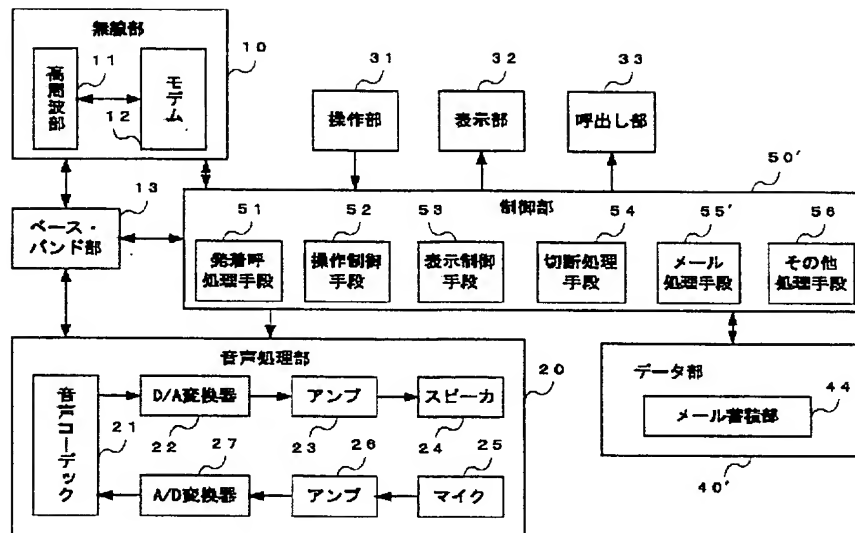 無線部
10
11
高周波部
12
モデム
31
操作部
32
表示部
33
呼出し部
13
ベース・
バンド部
50'
制御部
51
発着呼
処理手段
52
操作制御
手段
53
表示制御
手段
54
切断処理
手段
55'
メール
処理手段
56
その他
処理手段
音声処理部
20
音声コーデック
21
D/A変換器
22
アンプ
23
スピーカ
24
A/D変換器
27
アンプ
26
マイク
25
データ部
メール蓄積部
44
40'